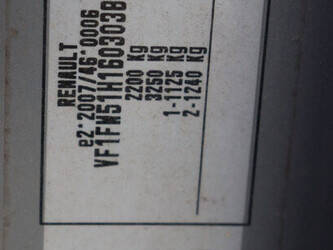 RENAULT
e2*2007/46*0006
VF1FW51H160303B
2200 Kg
3250 Kg
1-1125 Kg
2-1240 Kg